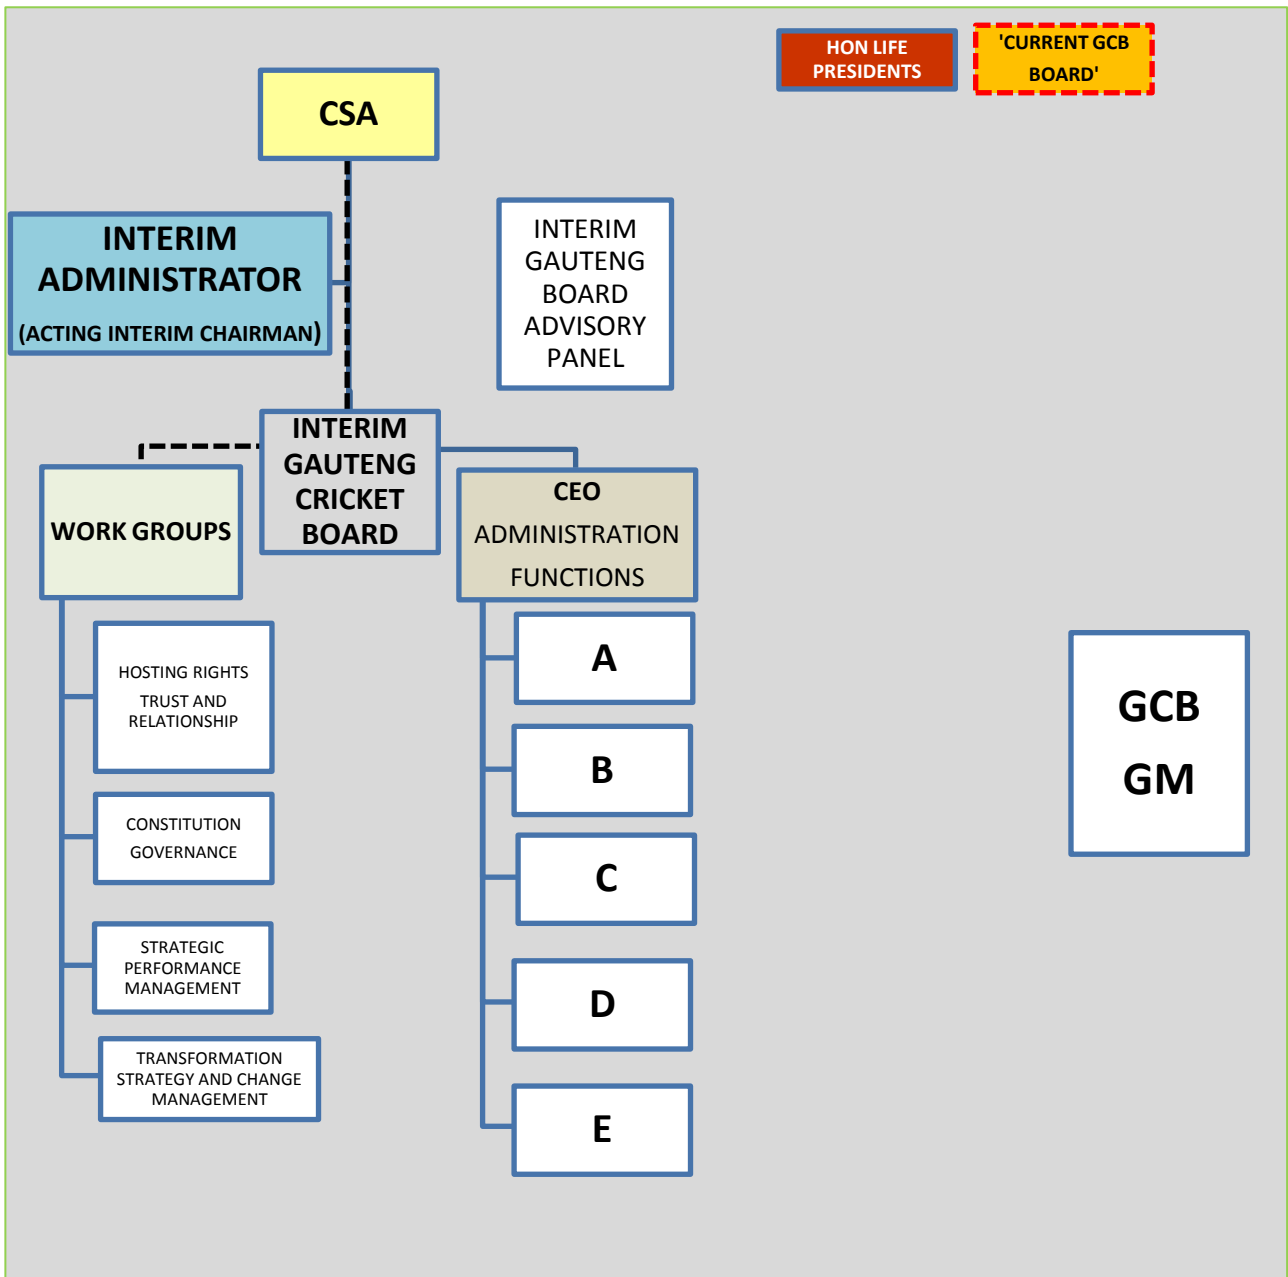 HON LIFE
PRESIDENTS
'CURRENT GCB
BOARD'
CSA
INTERIM
ADMINISTRATOR
(ACTING INTERIM CHAIRMAN)
INTERIM
GAUTENG
BOARD
ADVISORY
PANEL
INTERIM
GAUTENG
CRICKET
BOARD
WORK GROUPS
CEO
ADMINISTRATION
FUNCTIONS
HOSTING RIGHTS
TRUST AND
RELATIONSHIP
CONSTITUTION
GOVERNANCE
STRATEGIC
PERFORMANCE
MANAGEMENT
TRANSFORMATION
STRATEGY AND CHANGE
MANAGEMENT
A
B
C
D
E
GCB
GM